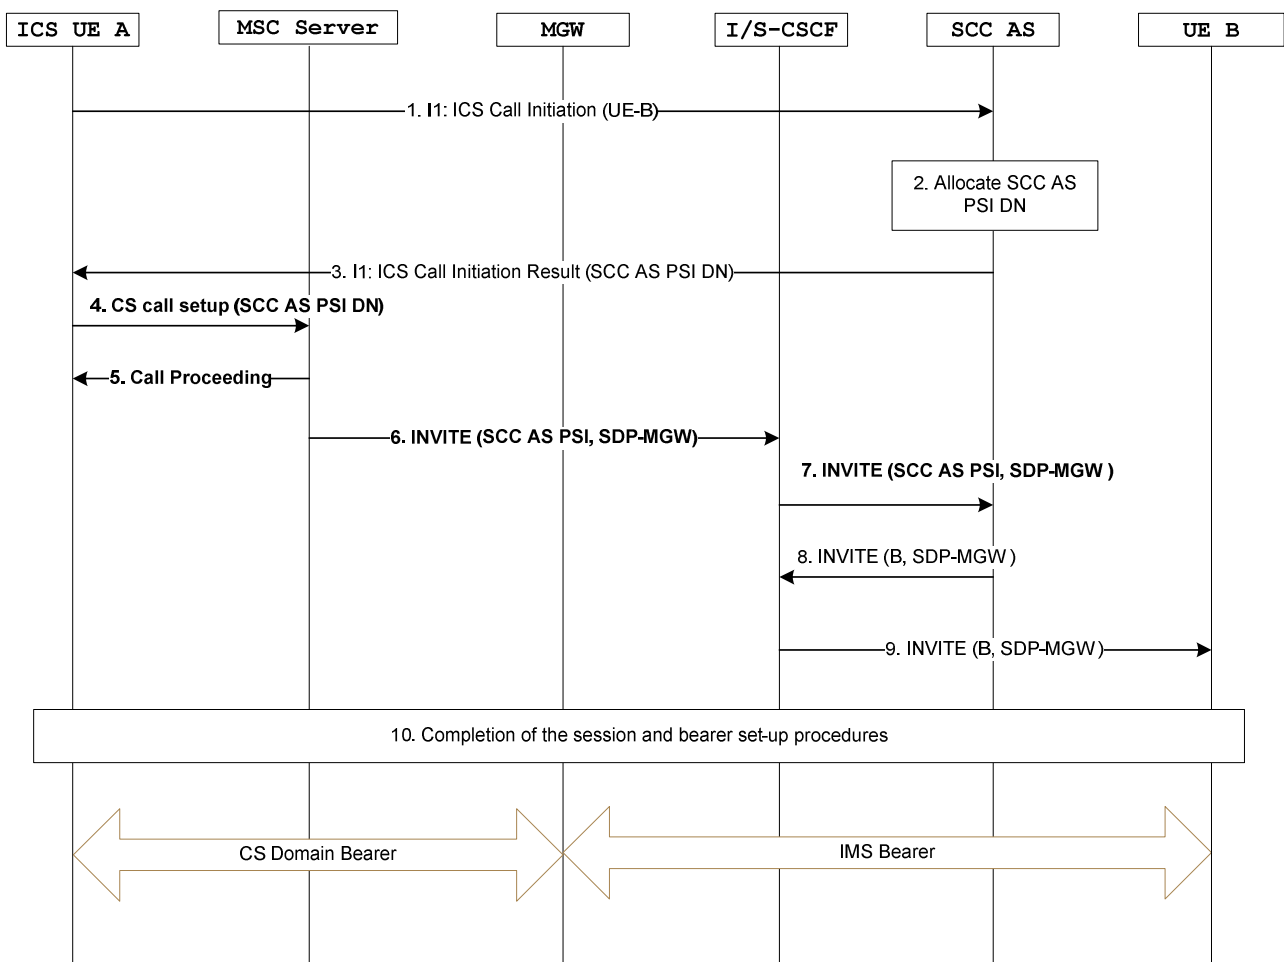 ICS UE A
MSC Server
MGW
I/S-CSCF
SCC AS
UE B
1. I1: ICS Call Initiation (UE-B)
2. Allocate SCC AS
PSI DN
3. I1: ICS Call Initiation Result (SCC AS PSI DN)
4. CS call setup (SCC AS PSI DN)
5. Call Proceeding
6. INVITE (SCC AS PSI, SDP-MGW)
7. INVITE (SCC AS PSI, SDP-MGW )
8. INVITE (B, SDP-MGW )
9. INVITE (B, SDP-MGW )
10. Completion of the session and bearer set-up procedures
CS Domain Bearer
IMS Bearer